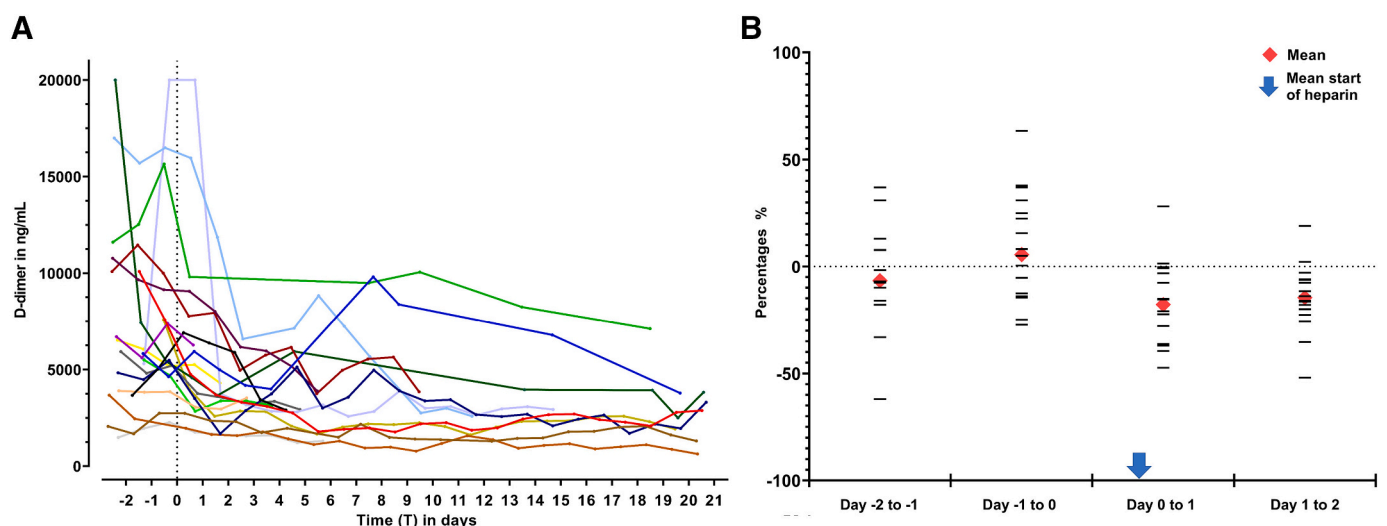 A
20000
15000
10000
5000
0
D-dimer in ng/mL
-2 -1 0 1 2 3 4 5 6 7 8 9 10 11 12 13 14 15 16 17 18 19 20 21
Time (T) in days
B
100
50
0
-50
-100
Percentages %
Mean
Mean start
of heparin
Day -2 to -1 Day -1 to 0 Day 0 to 1 Day 1 to 2